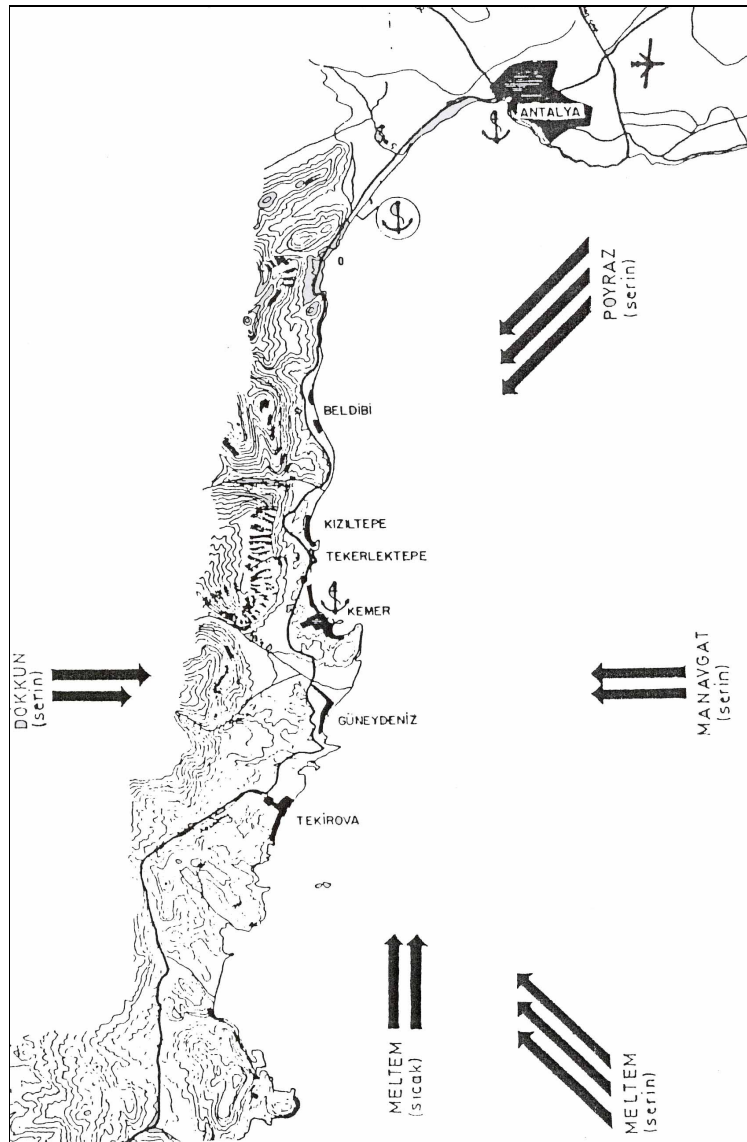 ANTALYA
POYRAZ
(serin)
BELDİBİ
KIZILTEPE
TEKERLEKTEPE
KEMER
DOKKUN
(serin)
MANAVGAT
(serin)
GÜNEYDENİZ
TEKİROVA
MELTEM
(sıcak)
MELTEM
(serin)